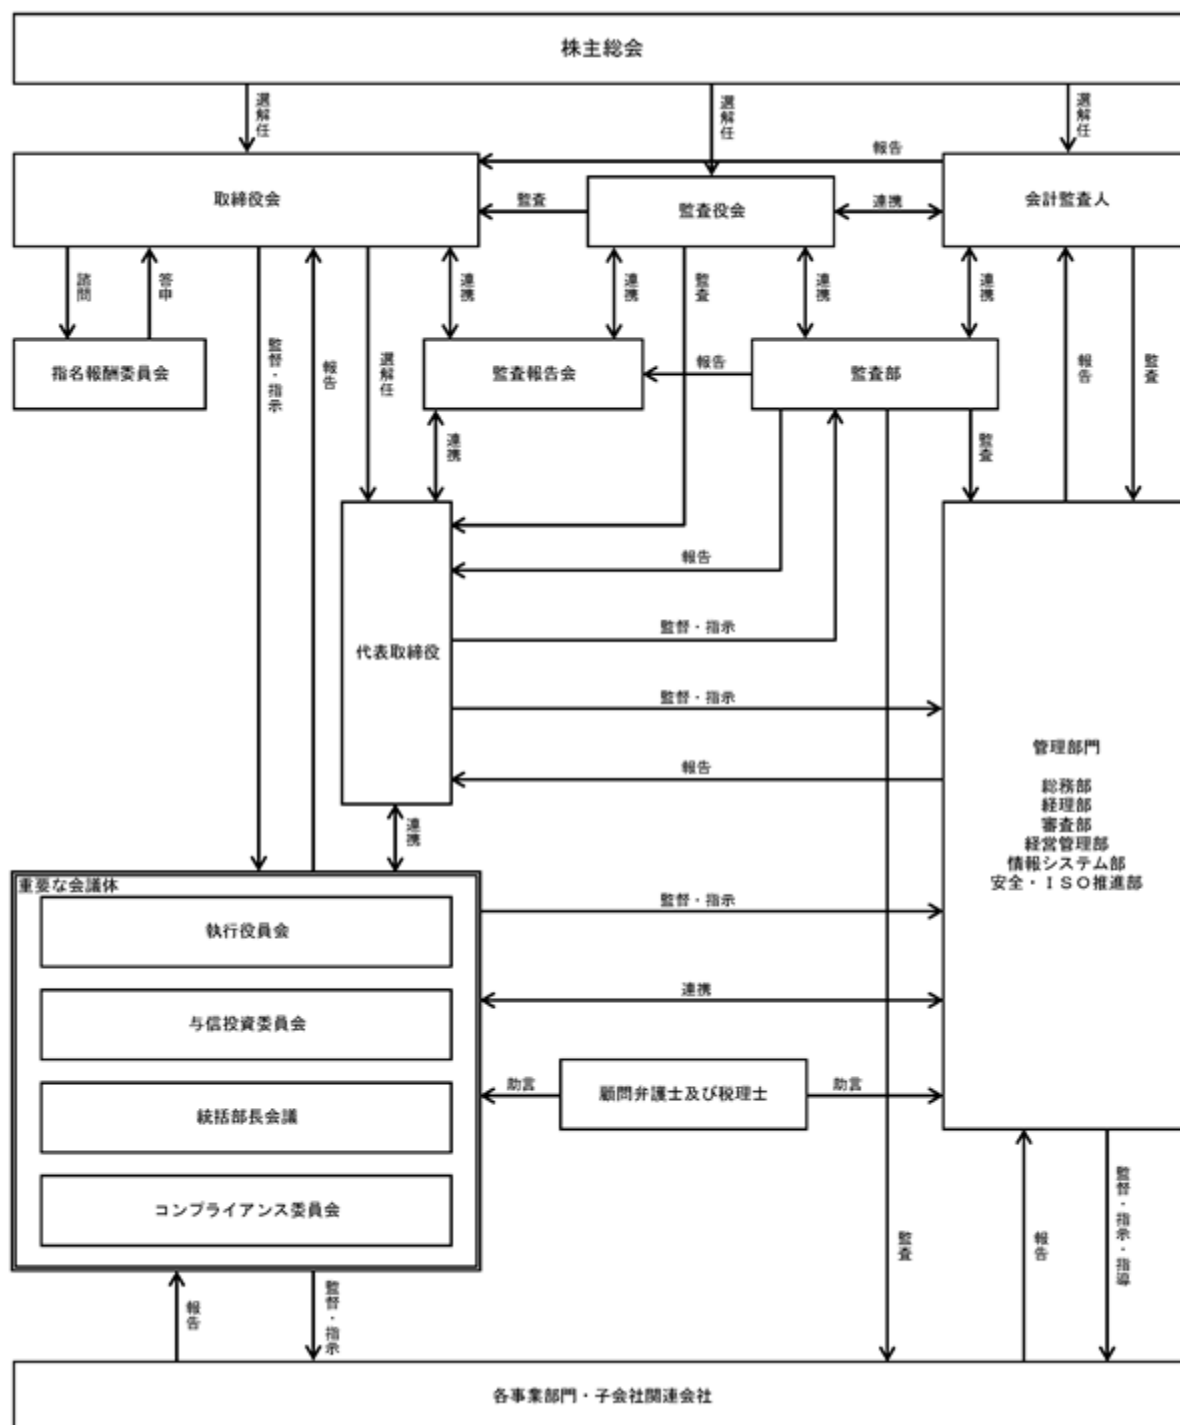 株主総会
選解任
選解任
選解任
報告
取締役会
監査
監査役会
連携
会計監査人
諮問
答申
連携
連携
監査
連携
連携
監督・指示
報告
選解任
報告
監査
指名報酬委員会
監査報告会
報告
監査部
連携
監査
報告
監督・指示
代表取締役
監督・指示
報告
管理部門
総務部
経理部
審査部
経営管理部
情報システム部
安全・ISO推進部
連携
重要な会議体
執行役員会
監督・指示
与信投資委員会
連携
統括部長会議
助言
顧問弁護士及び税理士
助言
コンプライアンス委員会
監査
報告
監督・指示・指導
報告
監督・指示
各事業部門・子会社関連会社